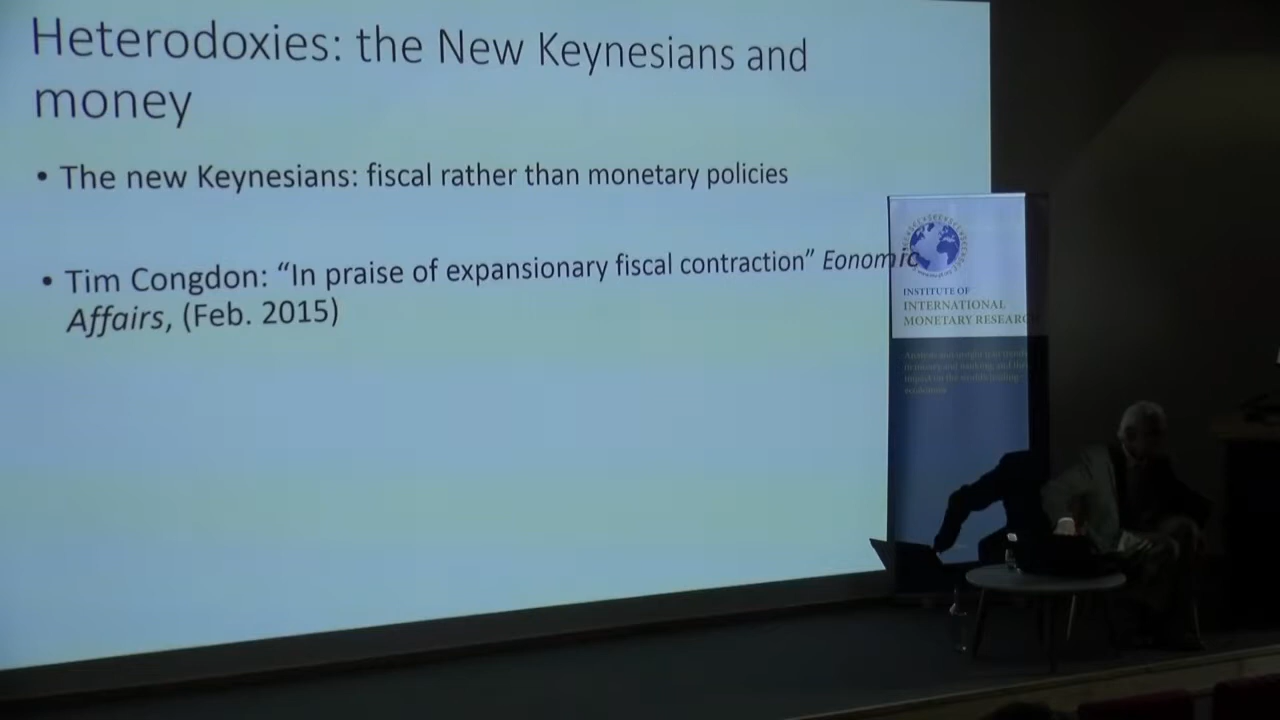 Heterodoxies: the New Keynesians and
money
• The new Keynesians: fiscal rather than monetary policies
• Tim Congdon: “In praise of expansionary fiscal contraction” Eonomic
Affairs, (Feb. 2015)
INSTITUTE OF
INTERNATIONAL
MONETARY RESEARC